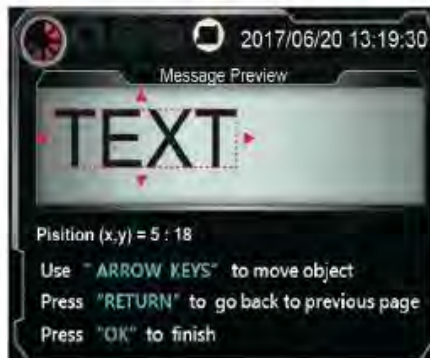 2017/06/20 13:19:30
Message Preview
TEXT
Pisition (x,y) = 5 : 18
Use "ARROW KEYS" to move object
Press "RETURN" to go back to previous page
Press "OK" to finish